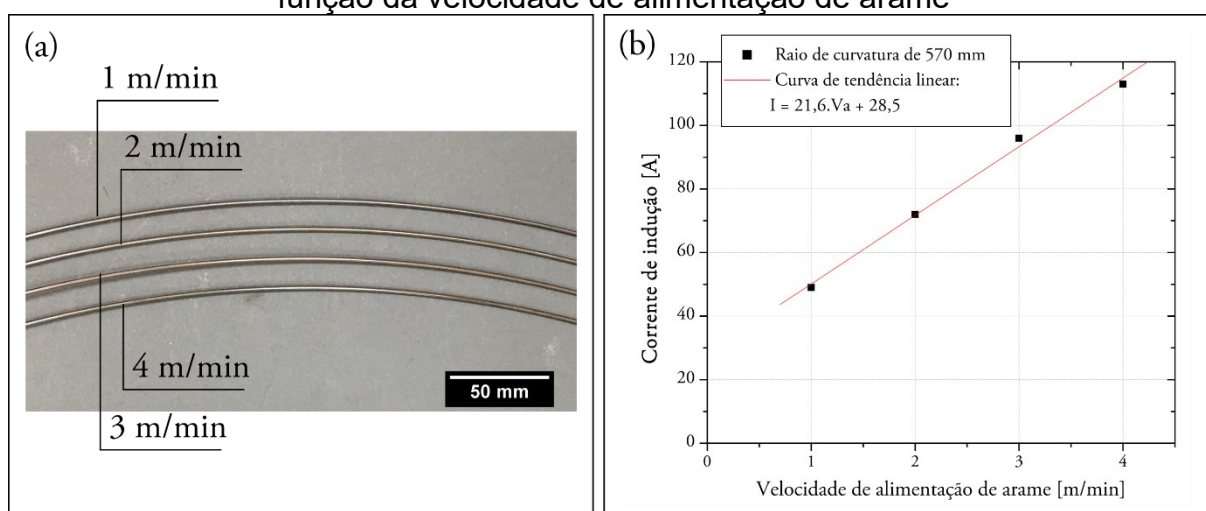 função da velocidade de alimentação de arame
(a)
1 m/min
2 m/min
4 m/min
3 m/min
50 mm
(b)
Raio de curvatura de 570 mm
Curva de tendência linear:
I = 21,6.Va + 28,5
Corrente de indução [A]
120
100
80
60
40
20
0
0 1 2 3 4
Velocidade de alimentação de arame [m/min]